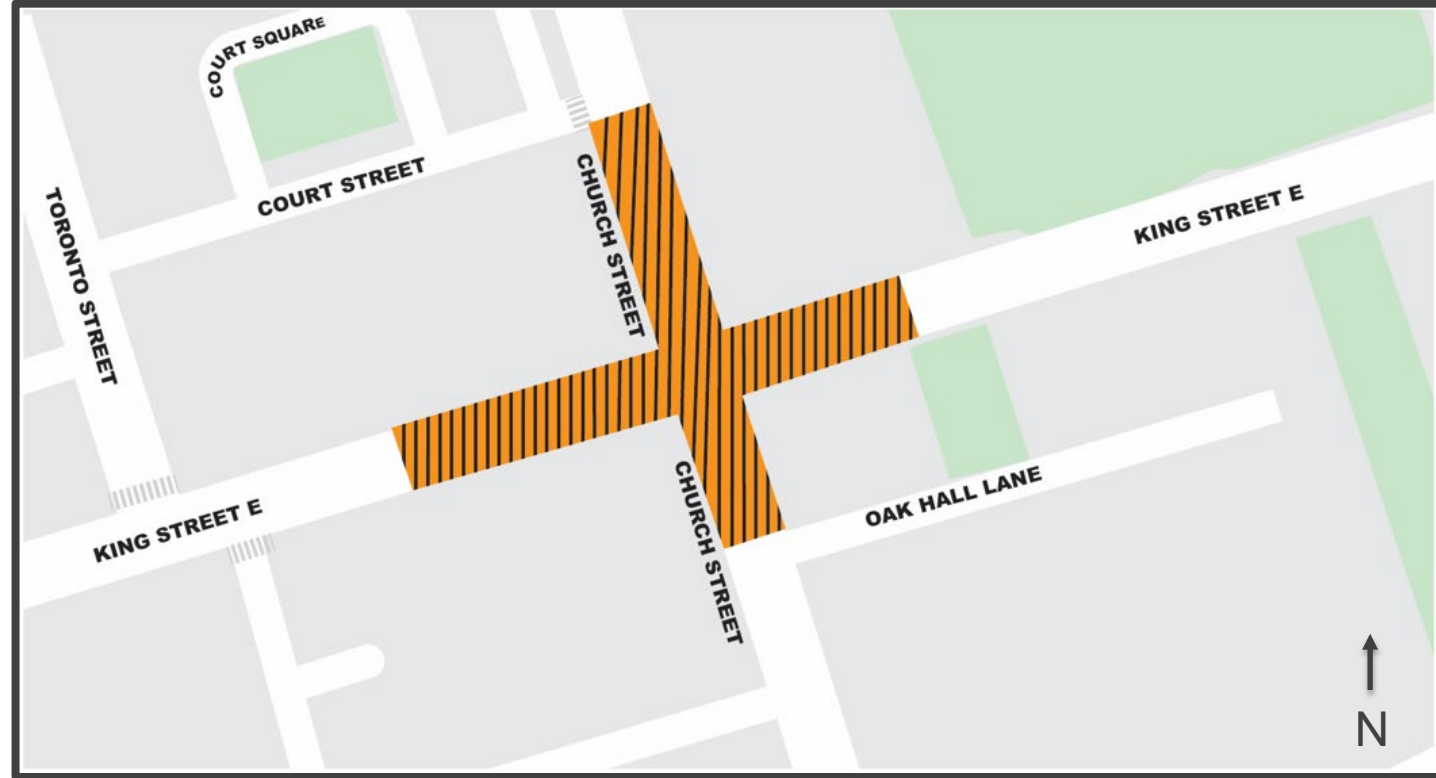 COURT SQUARE
COURT STREET
CHURCH STREET
TORONTO STREET
KING STREET E
KING STREET E
CHURCH STREET
OAK HALL LANE
N